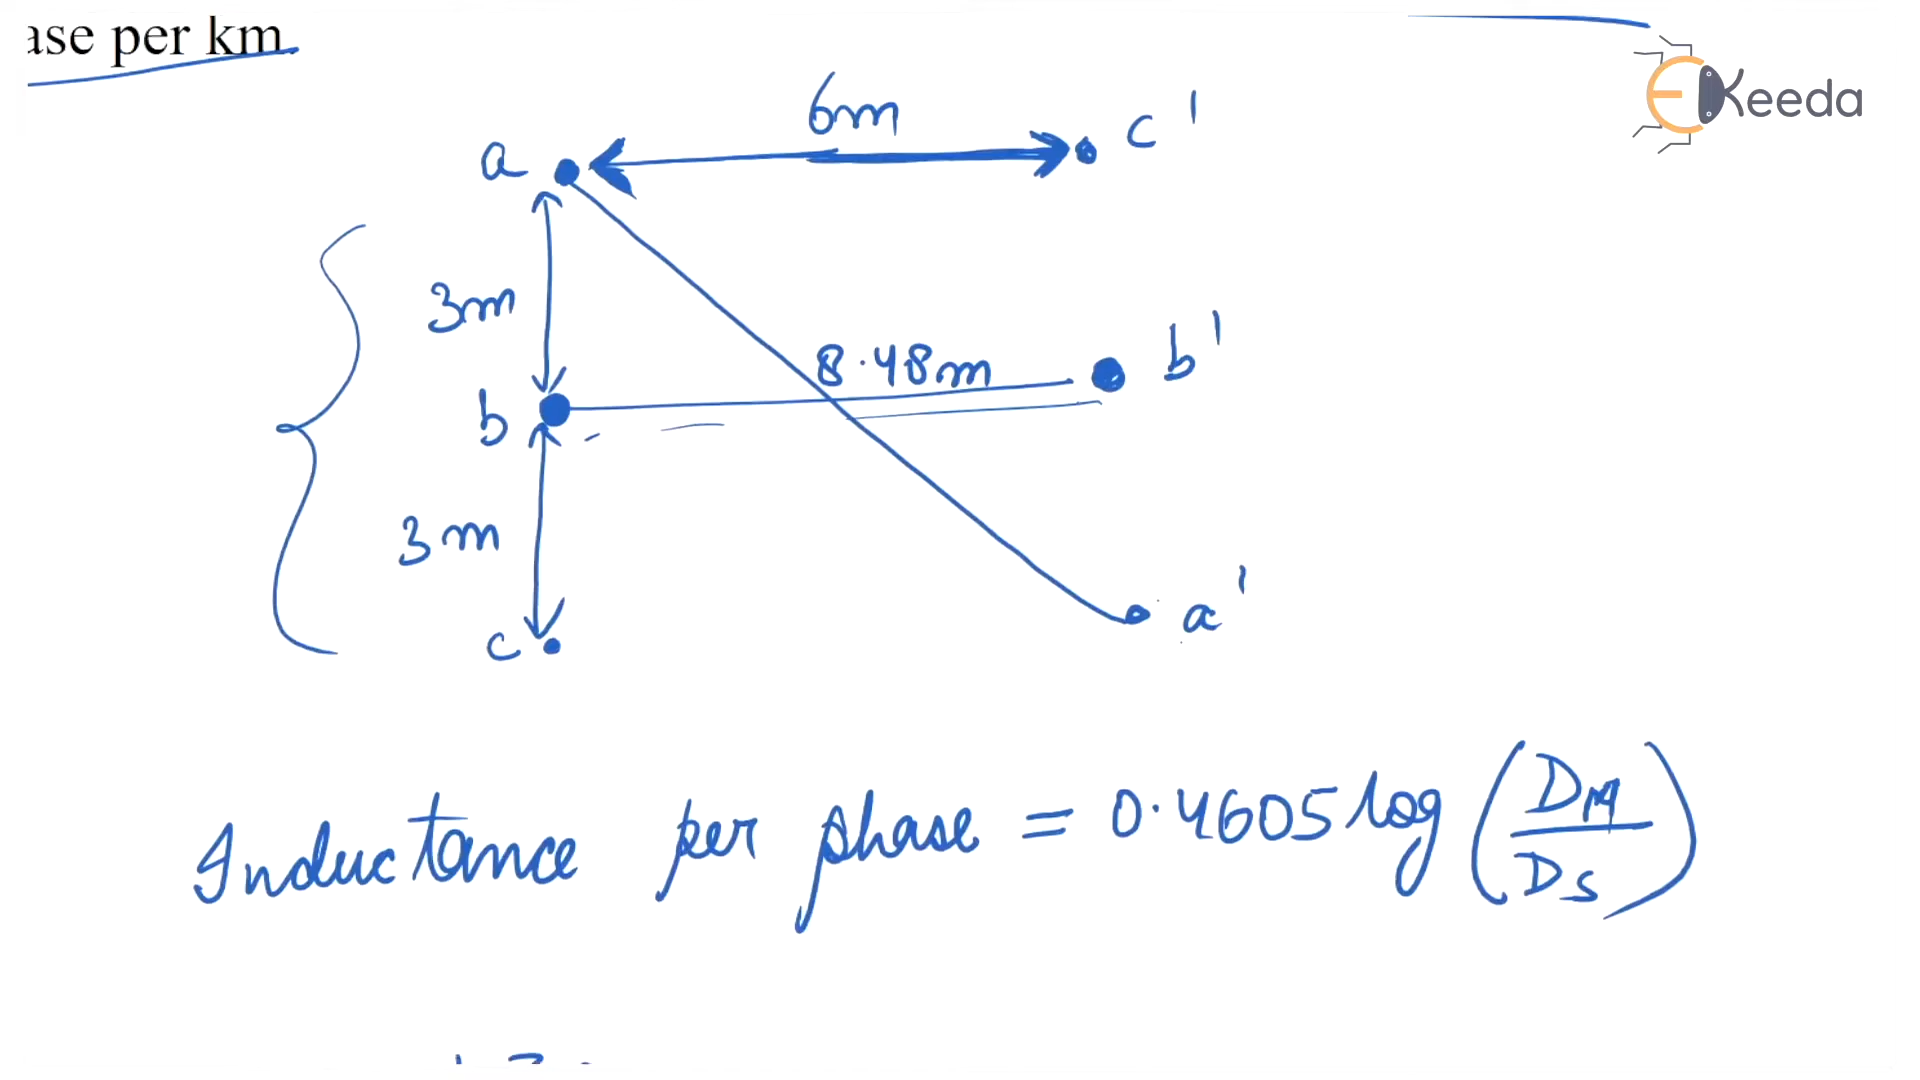 ase per km.
Keeda
6m
a
c'
3m
8.48m
b'
b
3m
c
a'
Inductance per phase = 0.4605 log (DM/DS)